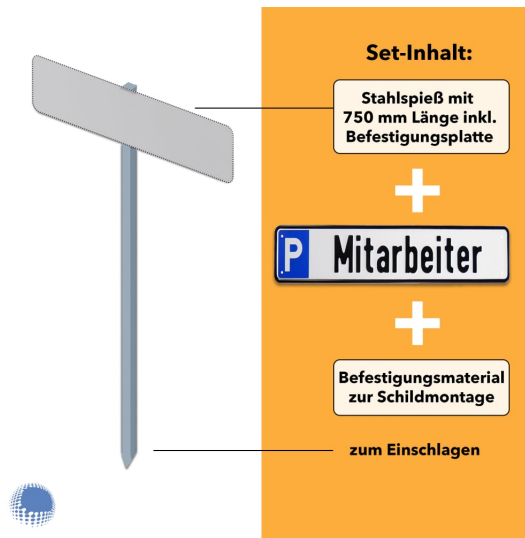 Set-Inhalt:
Stahlspieß mit
750 mm Länge inkl.
Befestigungsplatte
P Mitarbeiter
Befestigungsmaterial
zur Schildmontage
zum Einschlagen